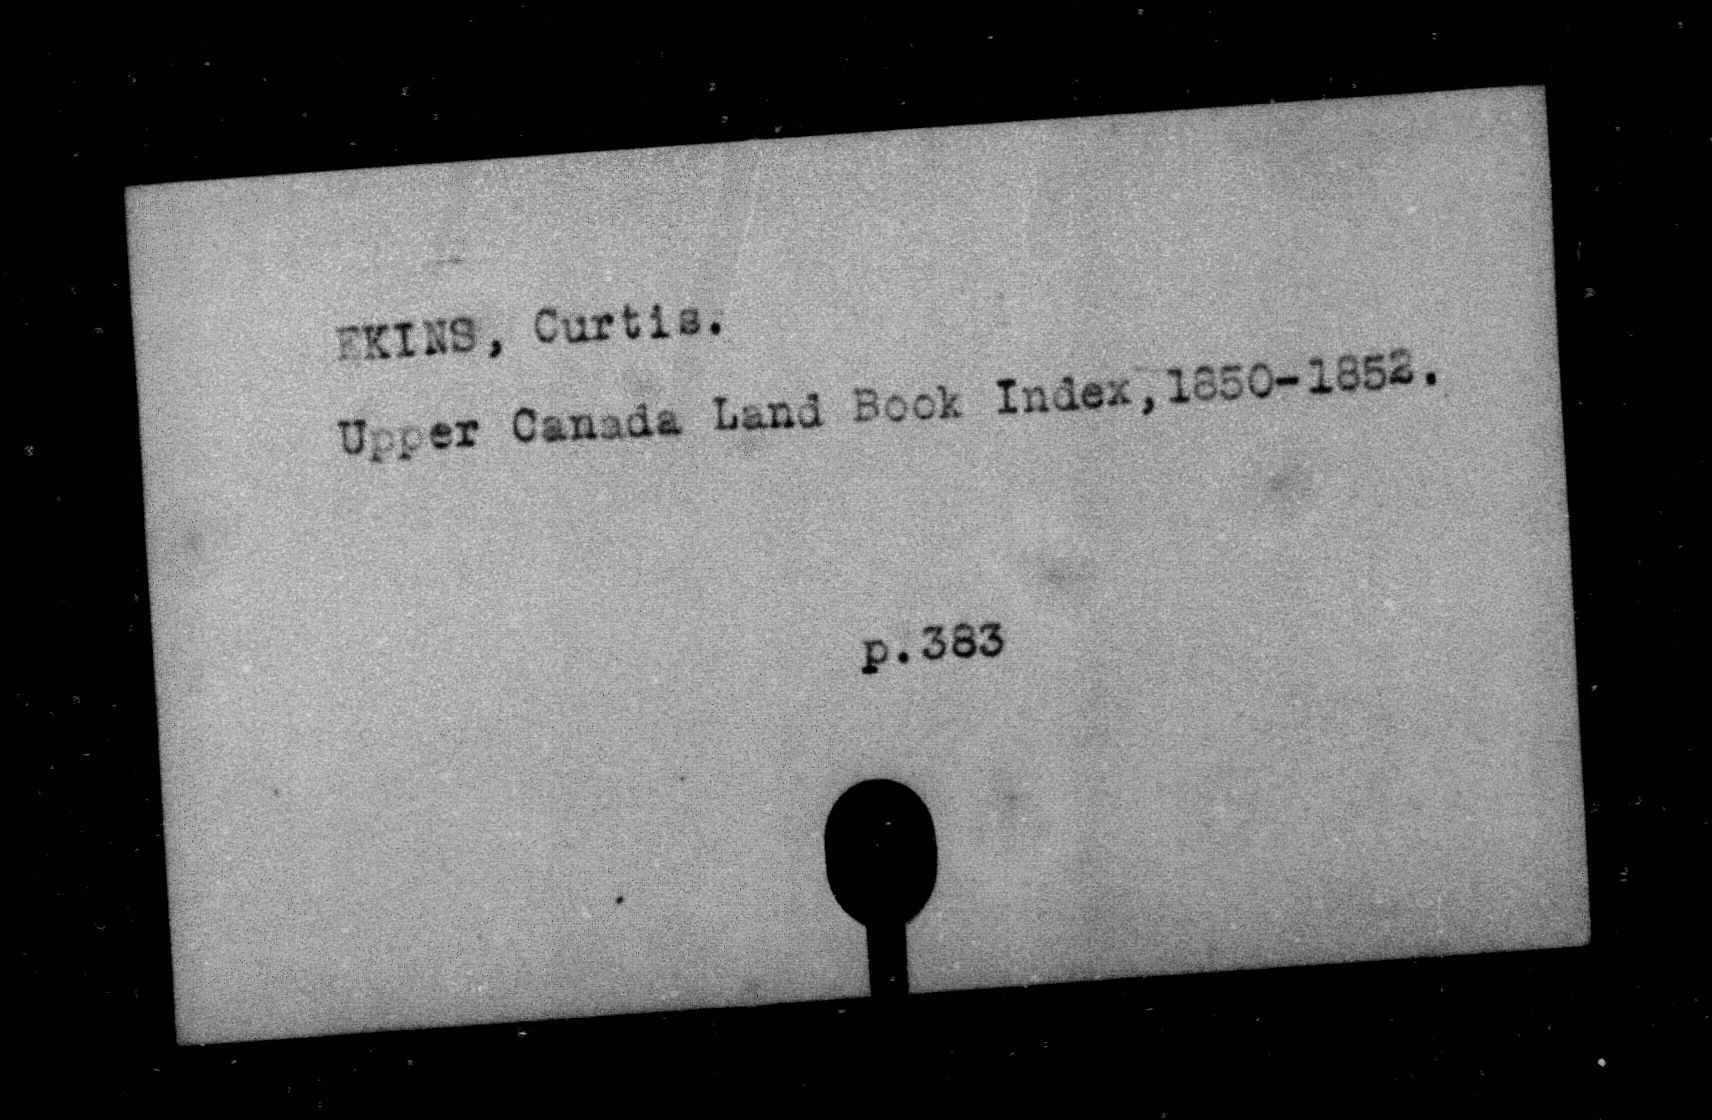 EKINS, Curtis.
Upper Canada Land Book Index,1850-1852.
p.383